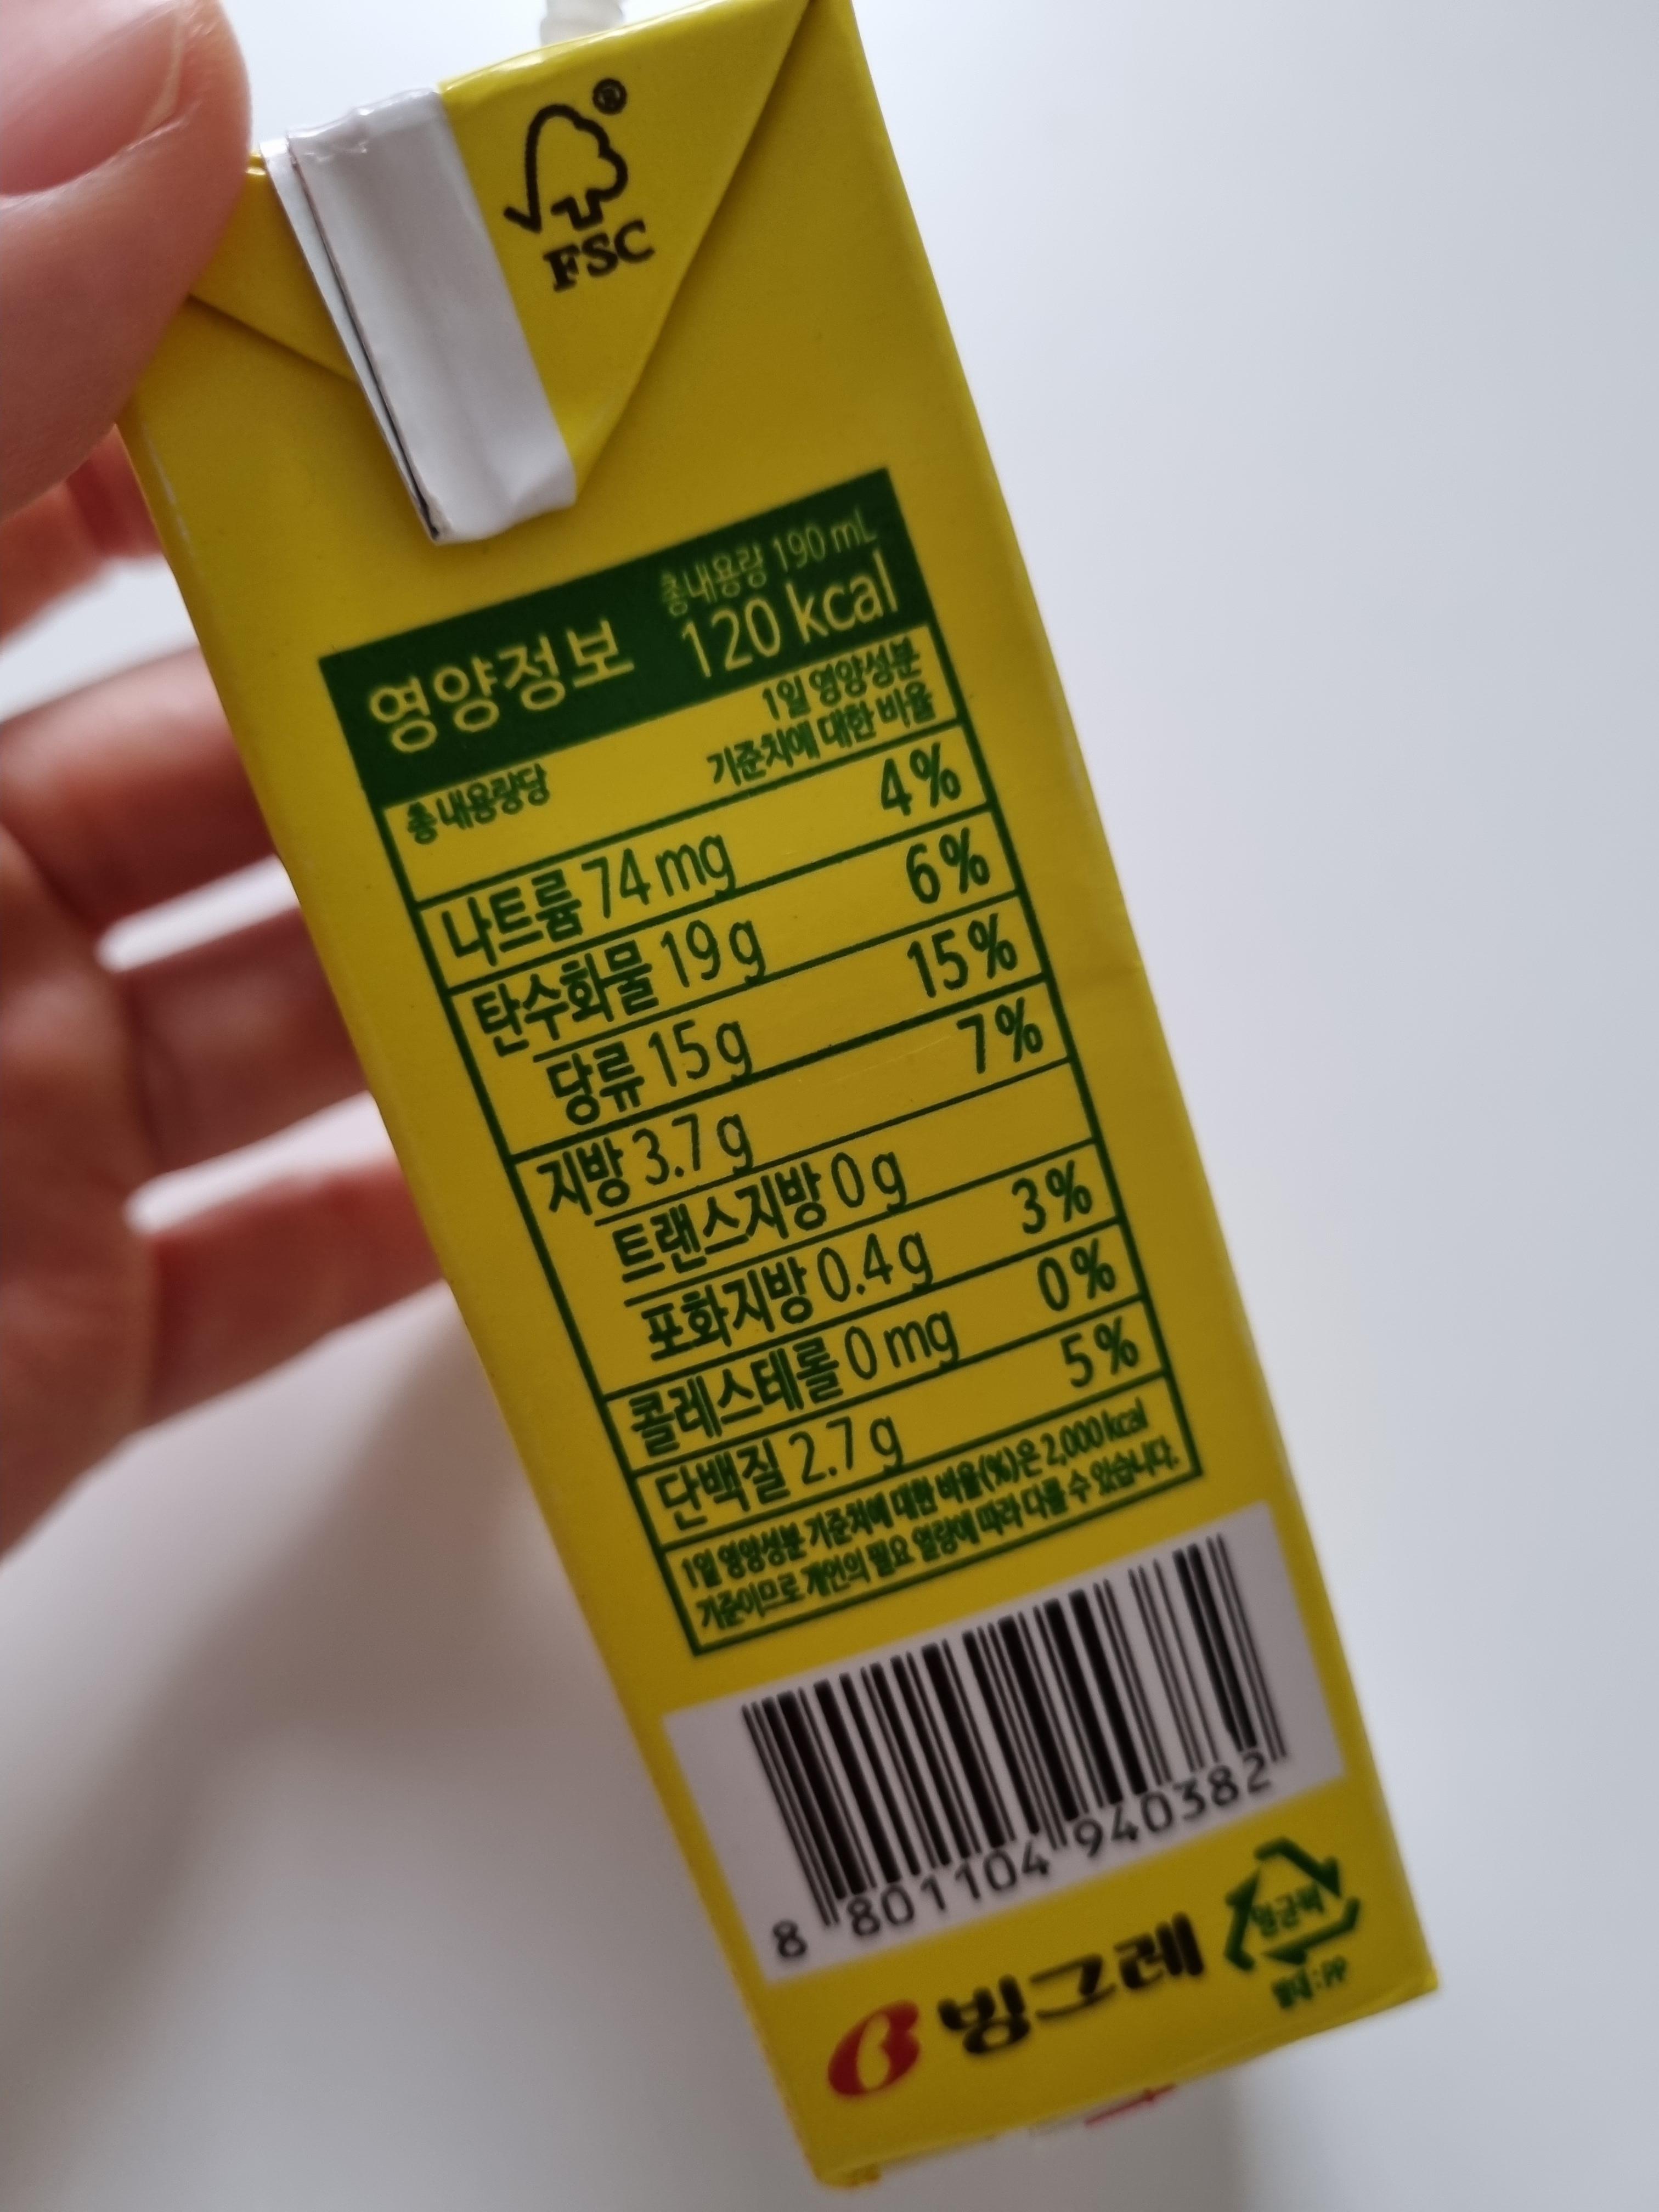 FSC®
총 내용량 190 mL
영양정보 120 kcal
총 내용량당 1일 영양성분
기준치에 대한 비율
나트륨 74 mg 4%
탄수화물 19 g 6%
당류 15 g 15%
지방 3.7 g 7%
트랜스지방 0 g
포화지방 0.4 g 3%
콜레스테롤 0 mg 0%
단백질 2.7 g 5%
1일 영양성분 기준치에 대한 비율(%)은 2,000 kcal
기준이므로 개인의 필요 열량에 따라 다를 수 있습니다.
8 801104 940382
빙그레
멸균팩